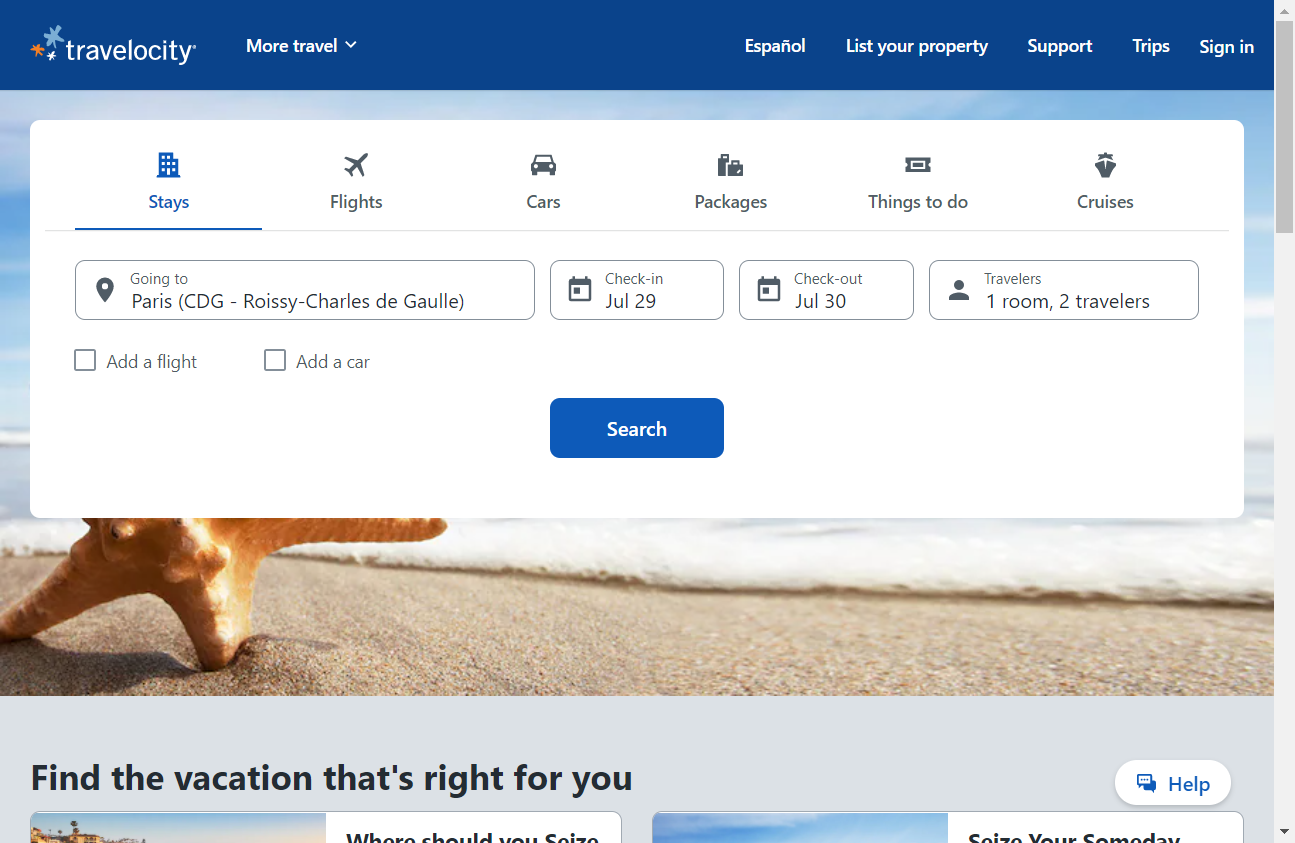 travelocity
More travel
Español
List your property
Support
Trips
Sign in
Stays
Flights
Cars
Packages
Things to do
Cruises
Going to
Paris (CDG - Roissy-Charles de Gaulle)
Check-in
Jul 29
Check-out
Jul 30
Travelers
1 room, 2 travelers
Add a flight
Add a car
Search
Find the vacation that's right for you
Help
Where should you Seize
Seize Your Someday